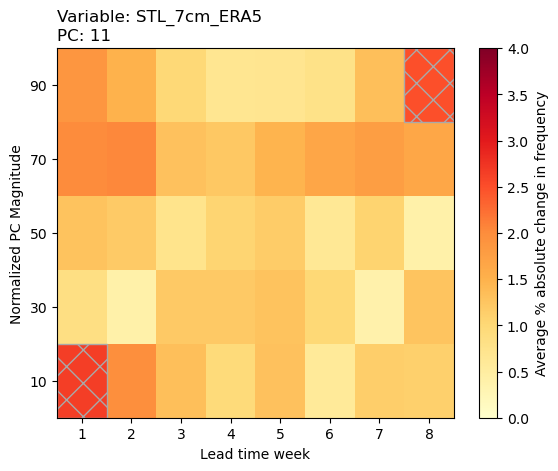 Variable: STL_7cm_ERA5
PC: 11
90
70
50
30
10
Normalized PC Magnitude
1 2 3 4 5 6 7 8
Lead time week
4.0
3.5
3.0
2.5
2.0
1.5
1.0
0.5
0.0
Average % absolute change in frequency